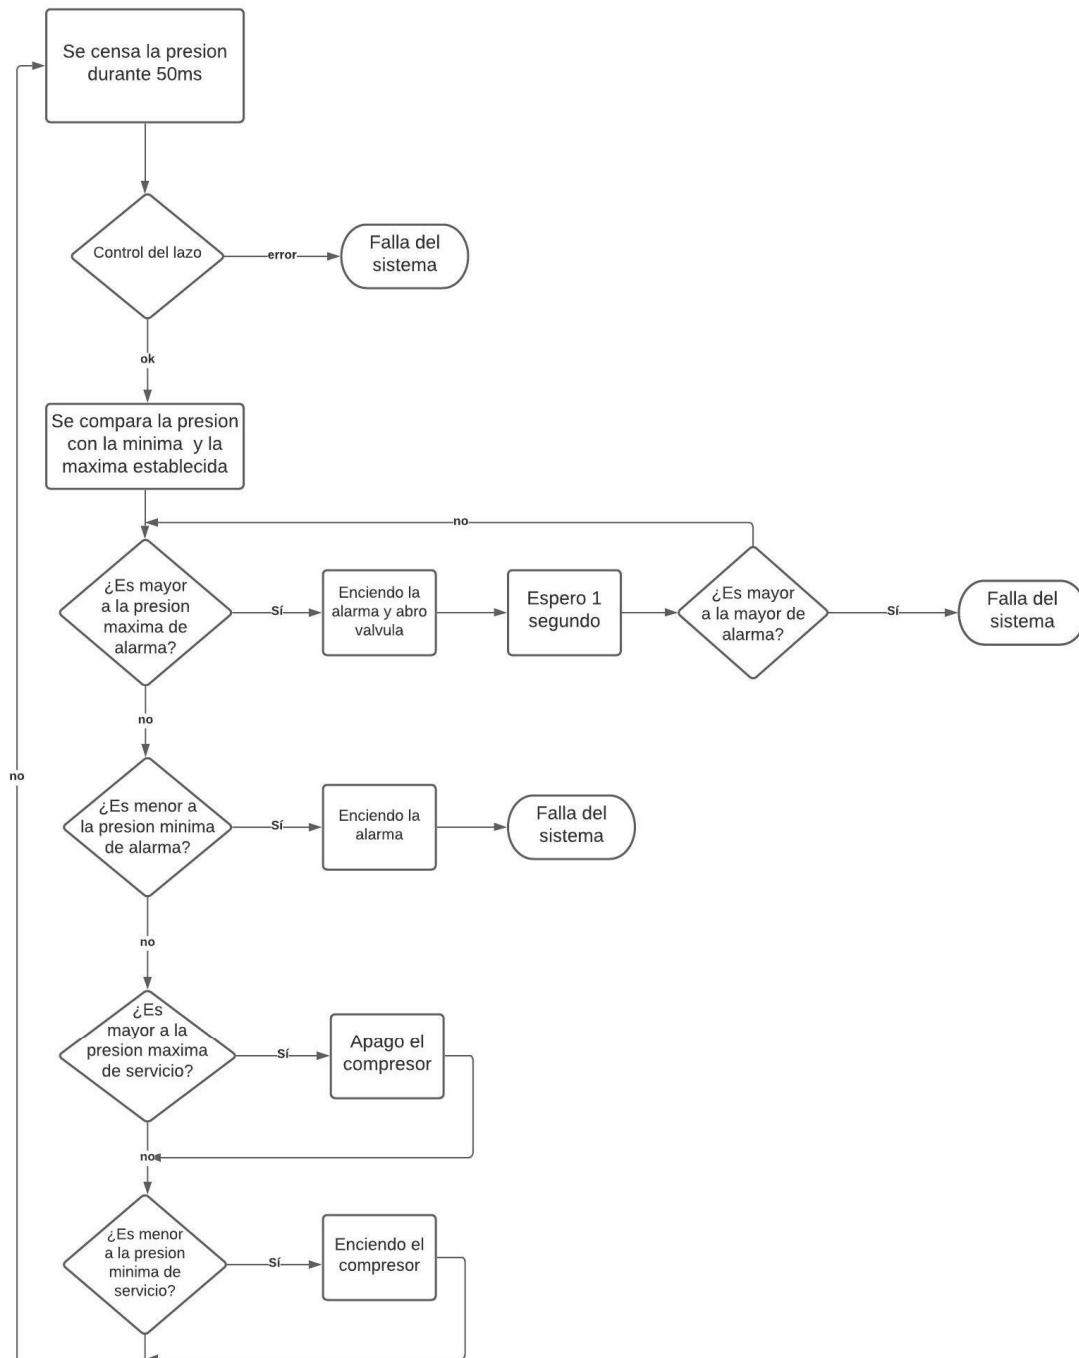 Se censa la presion
durante 50ms
Control del lazo
error
Falla del
sistema
ok
Se compara la presion
con la minima y la
maxima establecida
no
¿Es mayor
a la presion
maxima de
alarma?
Sí
Enciendo la
alarma y abro
valvula
Espero 1
segundo
¿Es mayor
a la mayor de
alarma?
Sí
Falla del
sistema
no
no
¿Es menor a
la presion minima
de alarma?
Sí
Enciendo la
alarma
Falla del
sistema
no
¿Es
mayor a la
presion maxima
de servicio?
Sí
Apago el
compresor
no
¿Es menor
a la presion
minima de
servicio?
Sí
Enciendo el
compresor